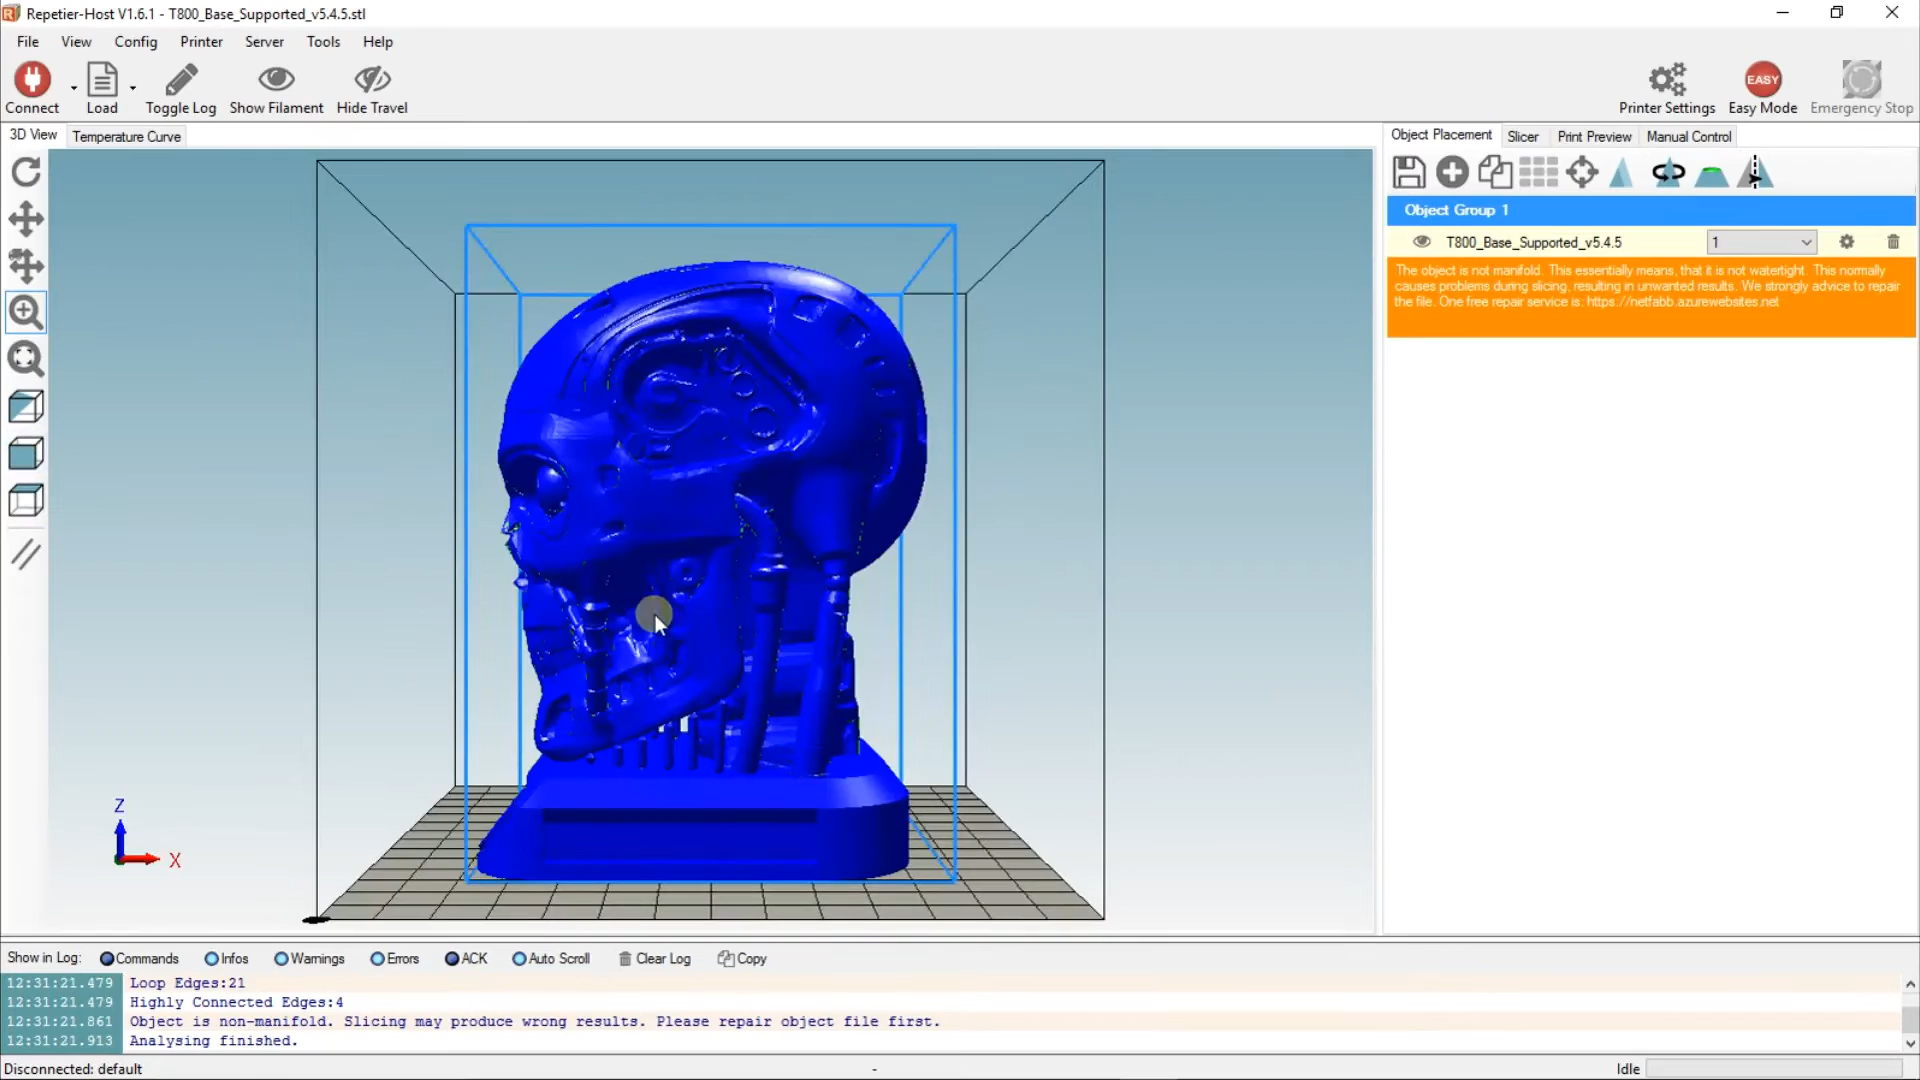 Repetier-Host V1.6.1 - T800_Base_Supported_v5.4.5.stl
File View Config Printer Server Tools Help
Connect Load Toggle Log Show Filament Hide Travel
Printer Settings EASY Easy Mode Emergency Stop
3D View Temperature Curve
Object Placement Slicer Print Preview Manual Control
Object Group 1
T800_Base_Supported_v5.4.5 1
The object is not manifold. This essentially means, that it is not watertight. This normally
causes problems during slicing, resulting in unwanted results. We strongly advice to repair
the file. One free repair service is: https://netfabb.azurewebsites.net
Z
X
Show in Log: Commands Infos Warnings Errors ACK Auto Scroll Clear Log Copy
12:31:21.479 Loop Edges:21
12:31:21.479 Highly Connected Edges:4
12:31:21.861 Object is non-manifold. Slicing may produce wrong results. Please repair object file first.
12:31:21.913 Analysing finished.
Disconnected: default - Idle